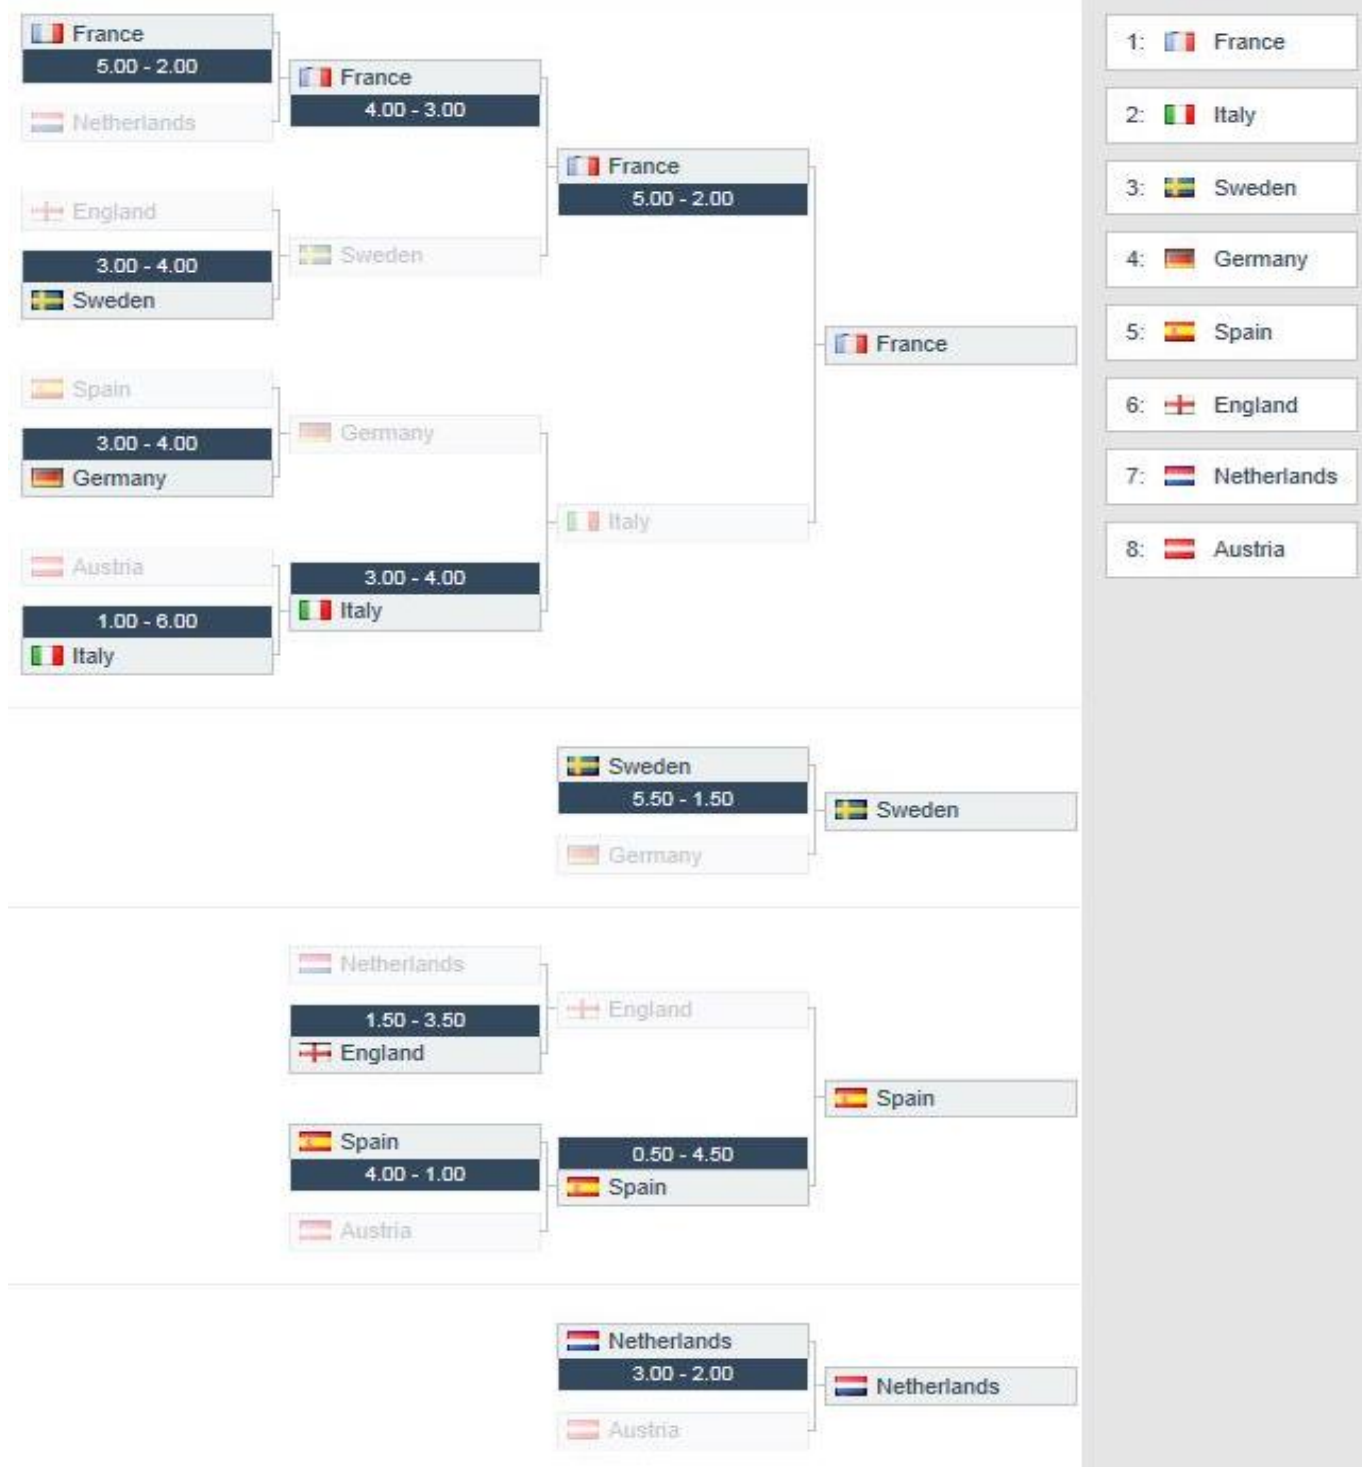 France
5.00 - 2.00
Netherlands
England
3.00 - 4.00
Sweden
Spain
3.00 - 4.00
Germany
Austria
1.00 - 6.00
Italy
France
4.00 - 3.00
Sweden
Germany
3.00 - 4.00
Italy
France
5.00 - 2.00
Italy
France
Sweden
5.50 - 1.50
Germany
Sweden
Netherlands
1.50 - 3.50
England
Spain
4.00 - 1.00
Austria
England
0.50 - 4.50
Spain
Spain
Netherlands
3.00 - 2.00
Austria
Netherlands
1: France
2: Italy
3: Sweden
4: Germany
5: Spain
6: England
7: Netherlands
8: Austria